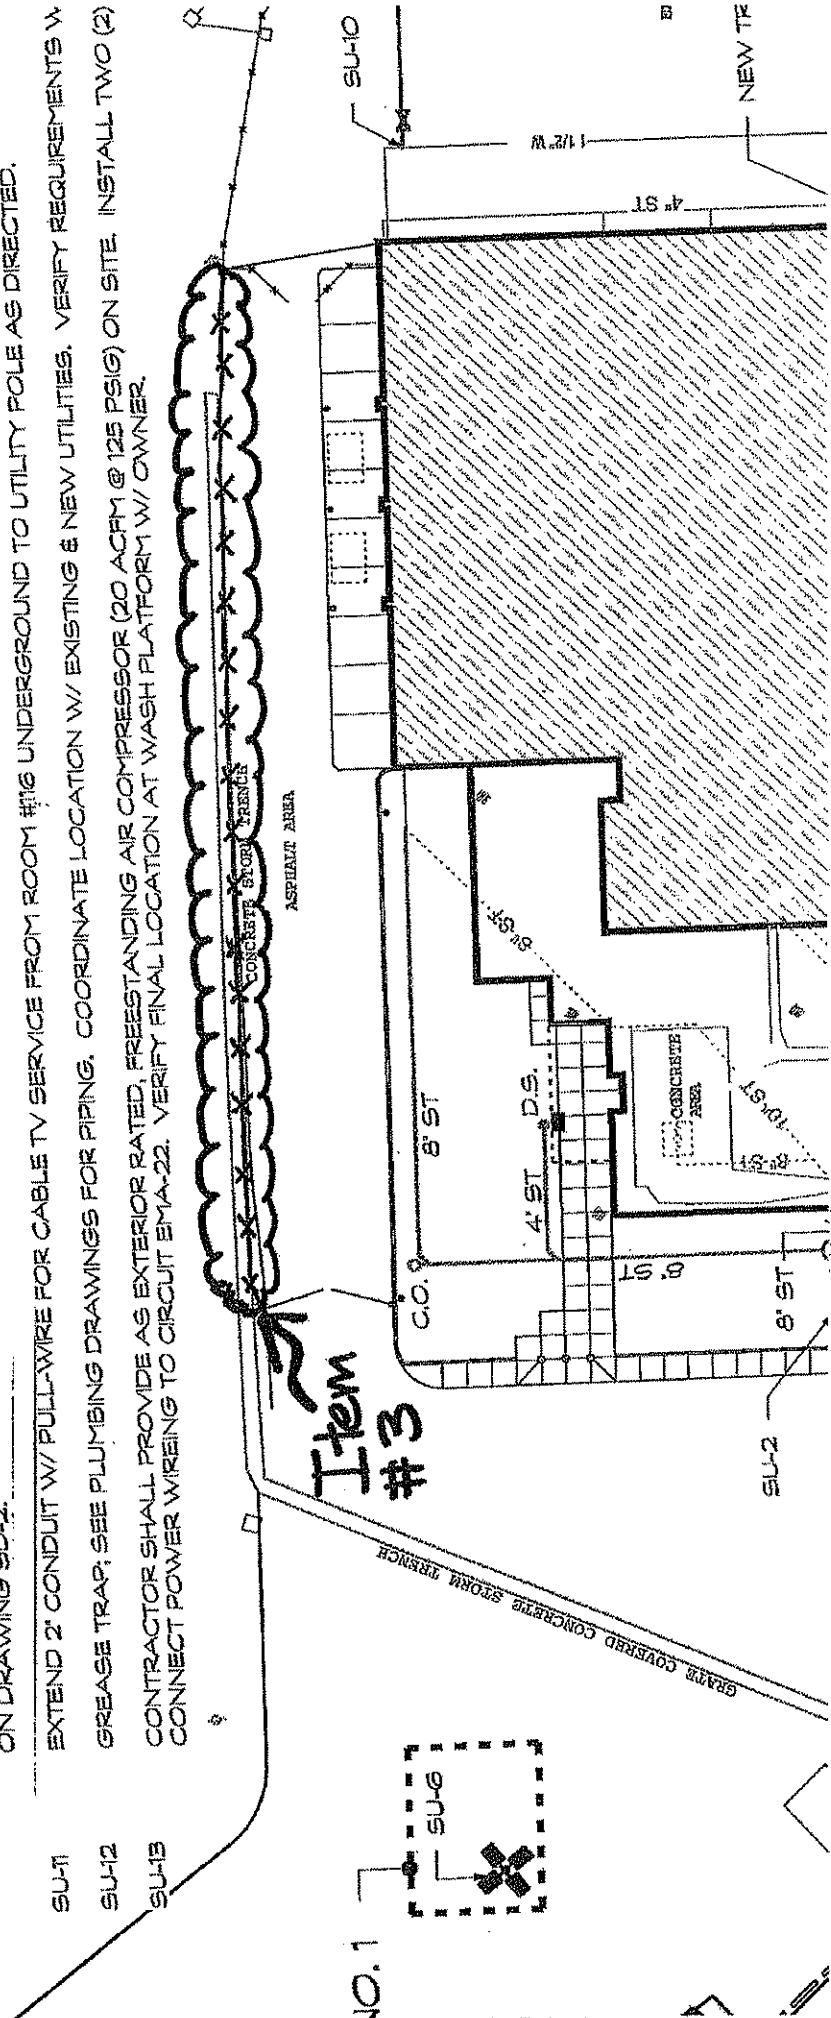 ON DRAWING SU-2.
SU-11 EXTEND 2" CONDUIT W/ PULL-WIRE FOR CABLE TV SERVICE FROM ROOM #116 UNDERGROUND TO UTILITY POLE AS DIRECTED.
SU-12 GREASE TRAP; SEE PLUMBING DRAWINGS FOR PIPING. COORDINATE LOCATION W/ EXISTING & NEW UTILITIES. VERIFY REQUIREMENTS W
SU-13 CONTRACTOR SHALL PROVIDE AS EXTERIOR RATED, FREESTANDING AIR COMPRESSOR (20 ACFM @ 125 PSIG) ON SITE. INSTALL TWO (2)
CONNECT POWER WIREING TO CIRCUIT EMA-22. VERIFY FINAL LOCATION AT WASH PLATFORM W/ OWNER.
CONCRETE STORM TRENCH
ASPHALT AREA
Item
#3
SU-10
1 1/2" W
4" ST
NEW TR
8" ST
8" ST
C.O.
4" ST
D.S.
CONCRETE
AREA
10" ST
8" ST
8" ST
8" ST
SU-2
GRATE COVERED CONCRETE STORM TRENCH
NO. 1
SU-6